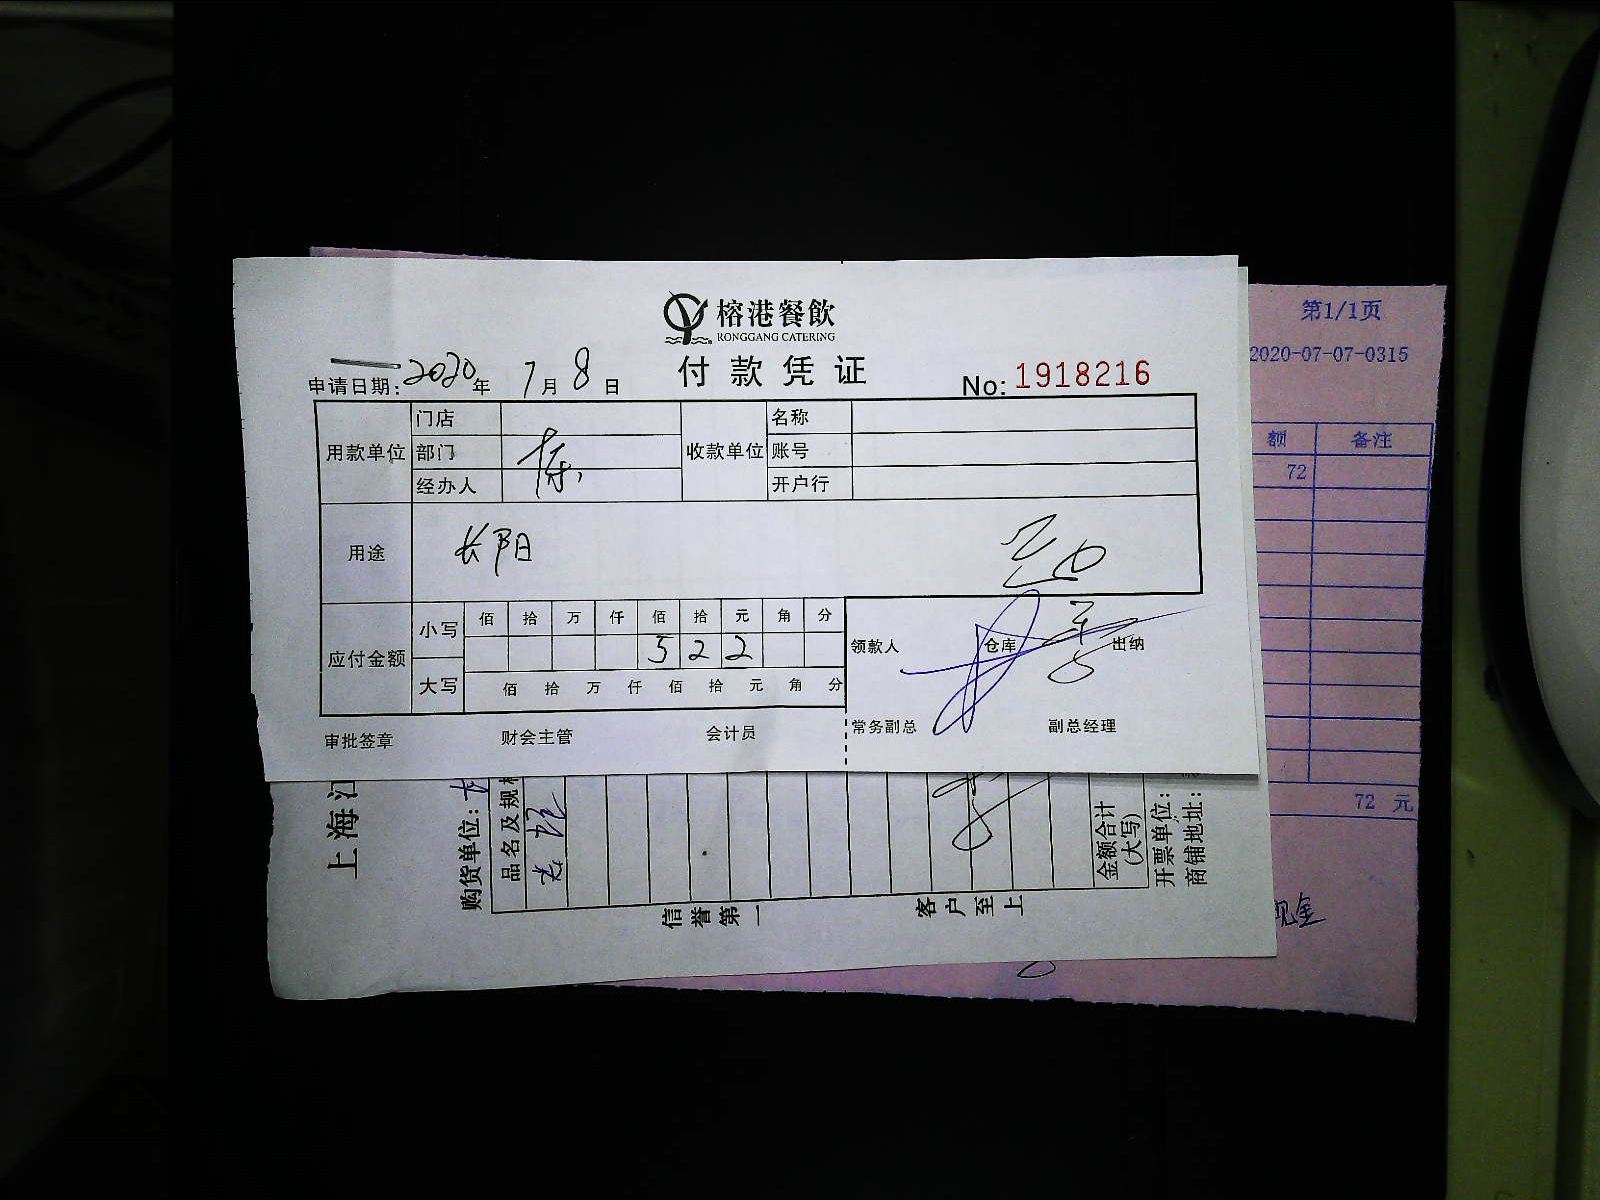 榕港餐飲
RONGGANG CATERING
付款凭证
申请日期: 2020 年 7 月 8 日
No: 1918216
用款单位 门店 收款单位 名称
部门 账号
经办人 开户行
用途 长阳
应付金额 小写 佰 拾 万 仟 佰 拾 元 角 分
5 2 2
大写 佰 拾 万 仟 佰 拾 元 角 分
领款人 仓库 出纳
常务副总 副总经理
审批签章 财会主管 会计员
第1/1页
2020-07-07-0315
额 备注
72
72 元
现金
上海江
购货单位:
品名及规格
金额合计
(大写)
开票单位:
商铺地址:
信誉第一
客户至上